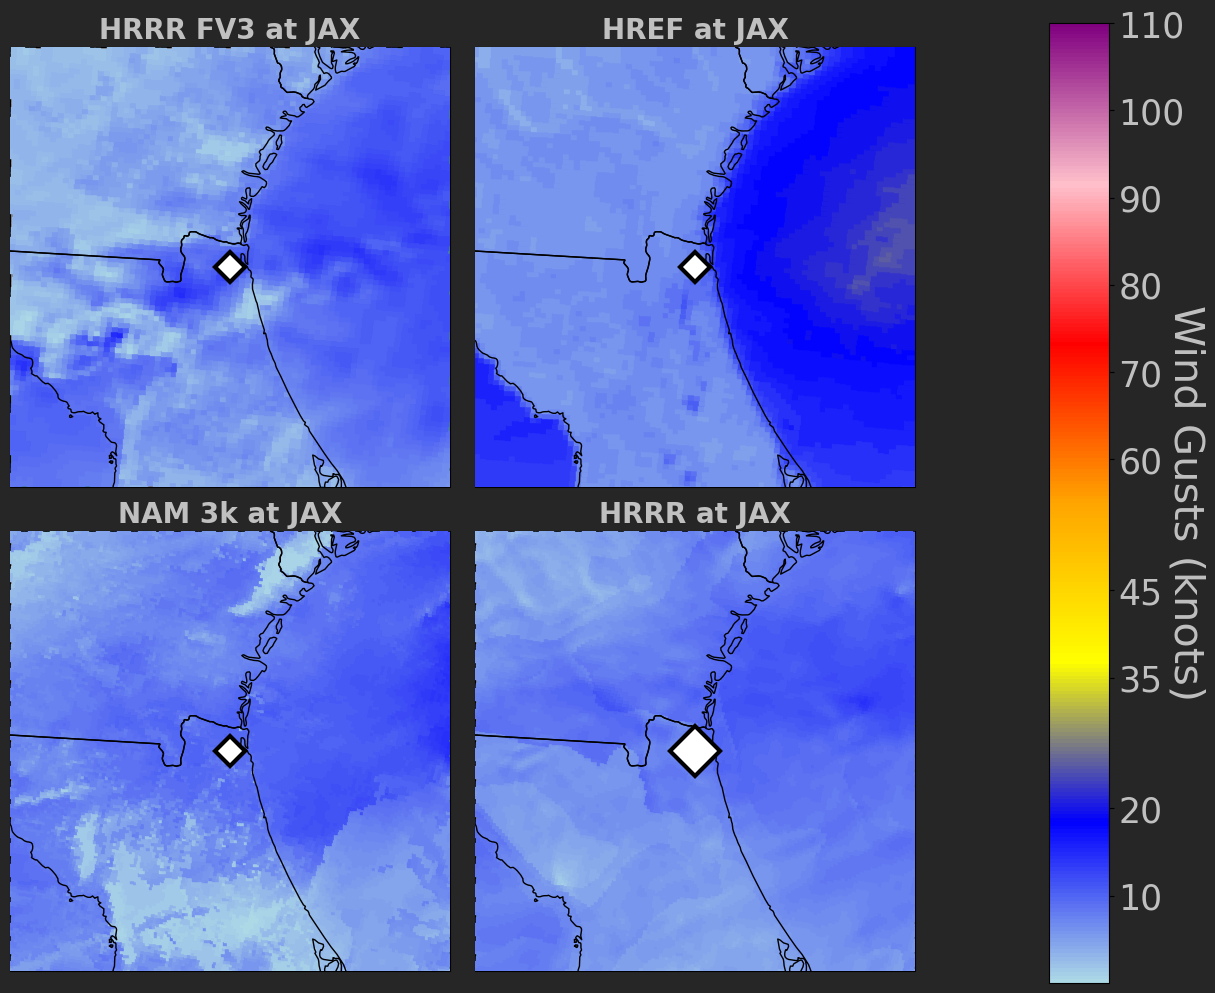 HRRR FV3 at JAX
HREF at JAX
NAM 3k at JAX
HRRR at JAX
110
100
90
80
70
60
45
35
20
10
Wind Gusts (knots)